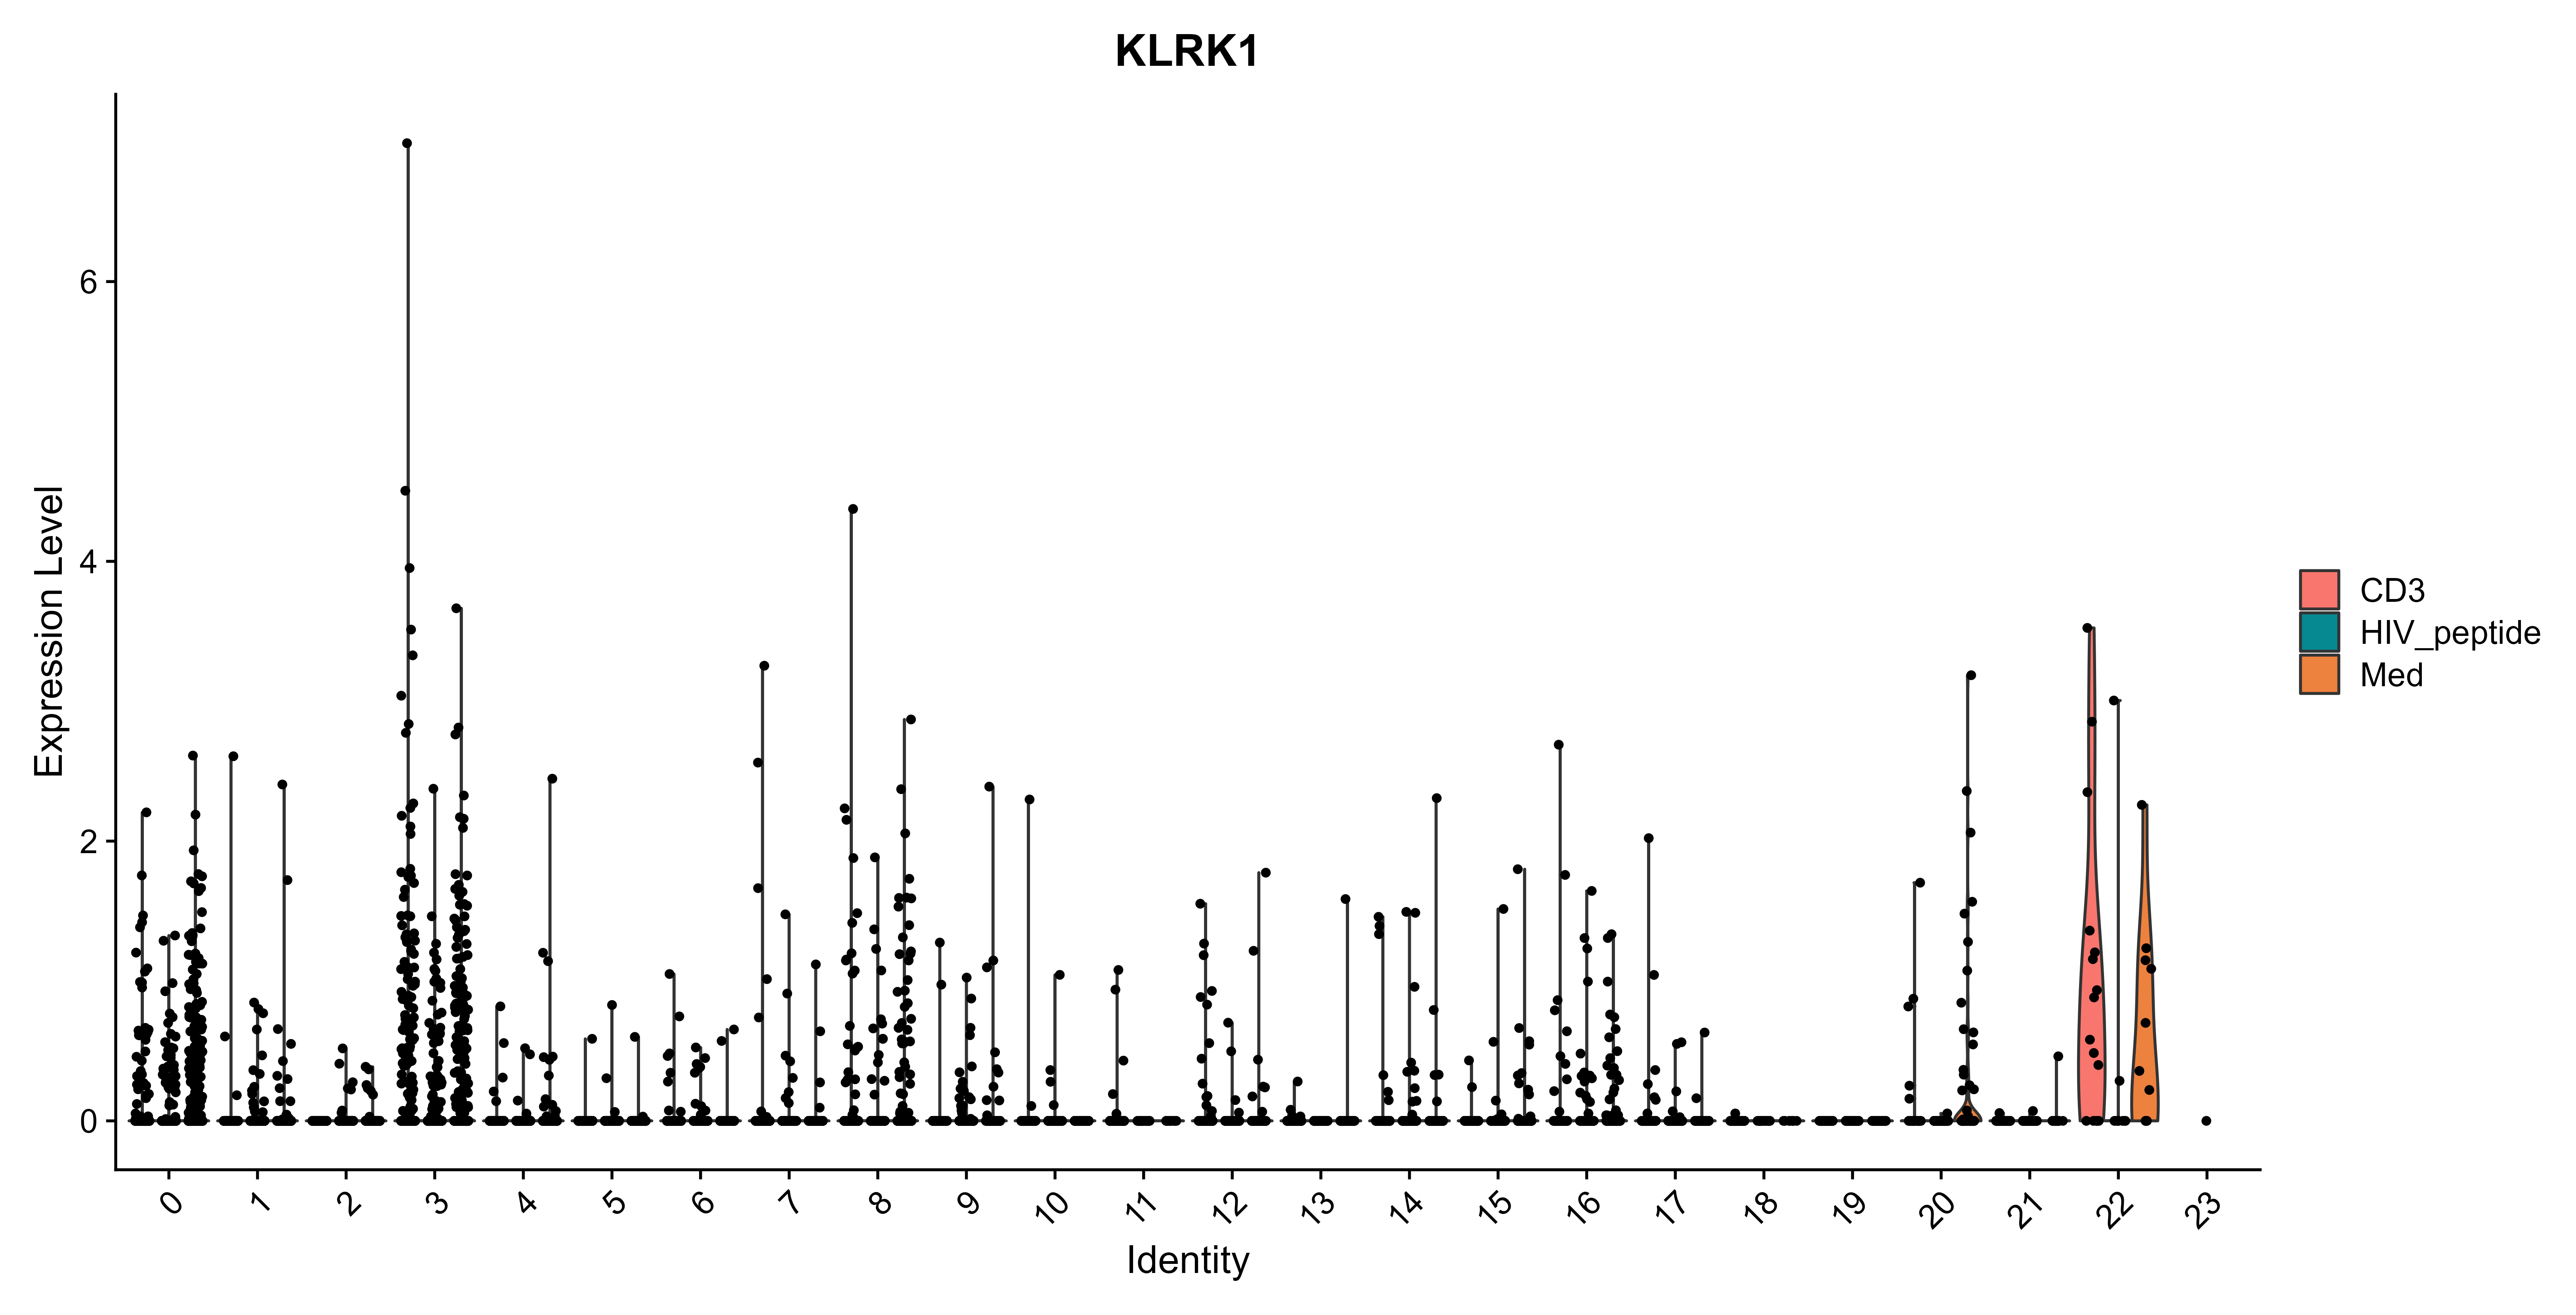 KLRK1
Expression Level
6
4
2
0
0 1 2 3 4 5 6 7 8 9 10 11 12 13 14 15 16 17 18 19 20 21 22 23
Identity
CD3
HIV_peptide
Med